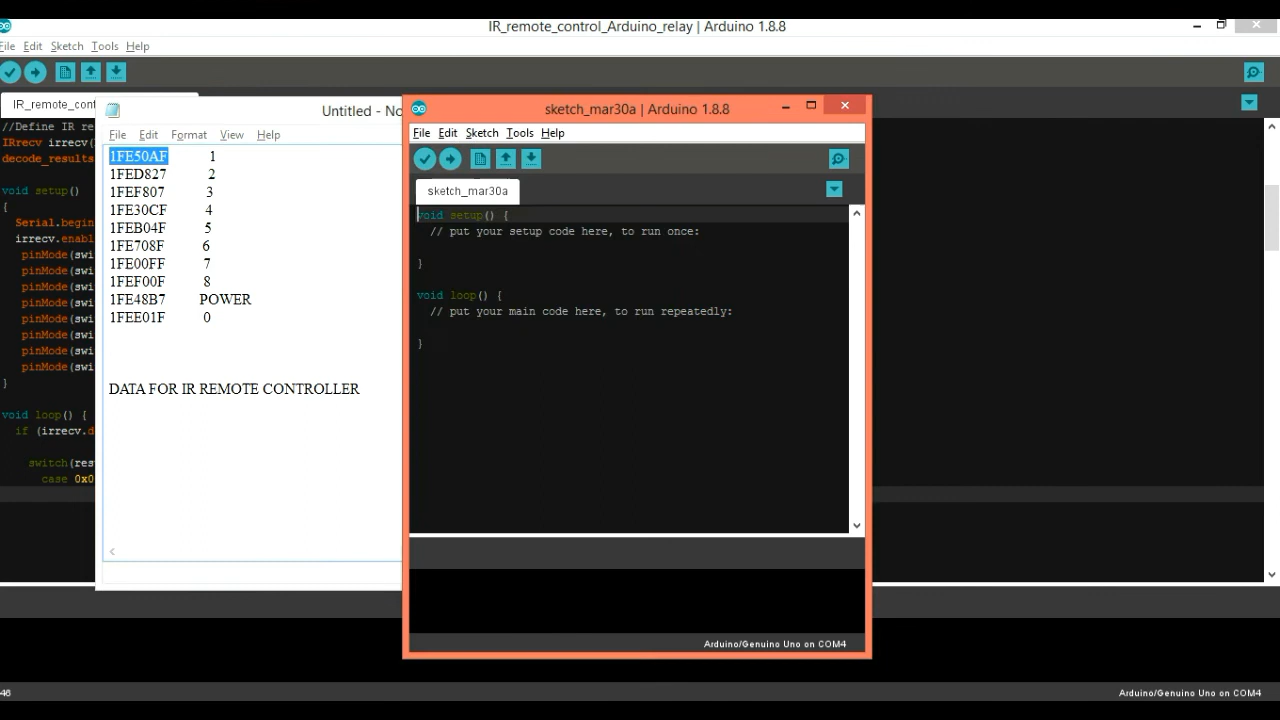 IR_remote_control_Arduino_relay | Arduino 1.8.8
File Edit Sketch Tools Help
IR_remote_cont
//Define IR re
IRrecv irrecv(
decode_results
void setup()
{
Serial.begin
irrecv.enabl
pinMode(swi
pinMode(swi
pinMode(swi
pinMode(swi
pinMode(swi
pinMode(swi
pinMode(swi
pinMode(swi
}
void loop() {
if (irrecv.d
switch(res
case 0x0
Untitled - No
File Edit Format View Help
1FE50AF 1
1FED827 2
1FEF807 3
1FE30CF 4
1FEB04F 5
1FE708F 6
1FE00FF 7
1FEF00F 8
1FE48B7 POWER
1FEE01F 0
DATA FOR IR REMOTE CONTROLLER
sketch_mar30a | Arduino 1.8.8
File Edit Sketch Tools Help
sketch_mar30a
void setup() {
// put your setup code here, to run once:
}
void loop() {
// put your main code here, to run repeatedly:
}
Arduino/Genuino Uno on COM4
46
Arduino/Genuino Uno on COM4